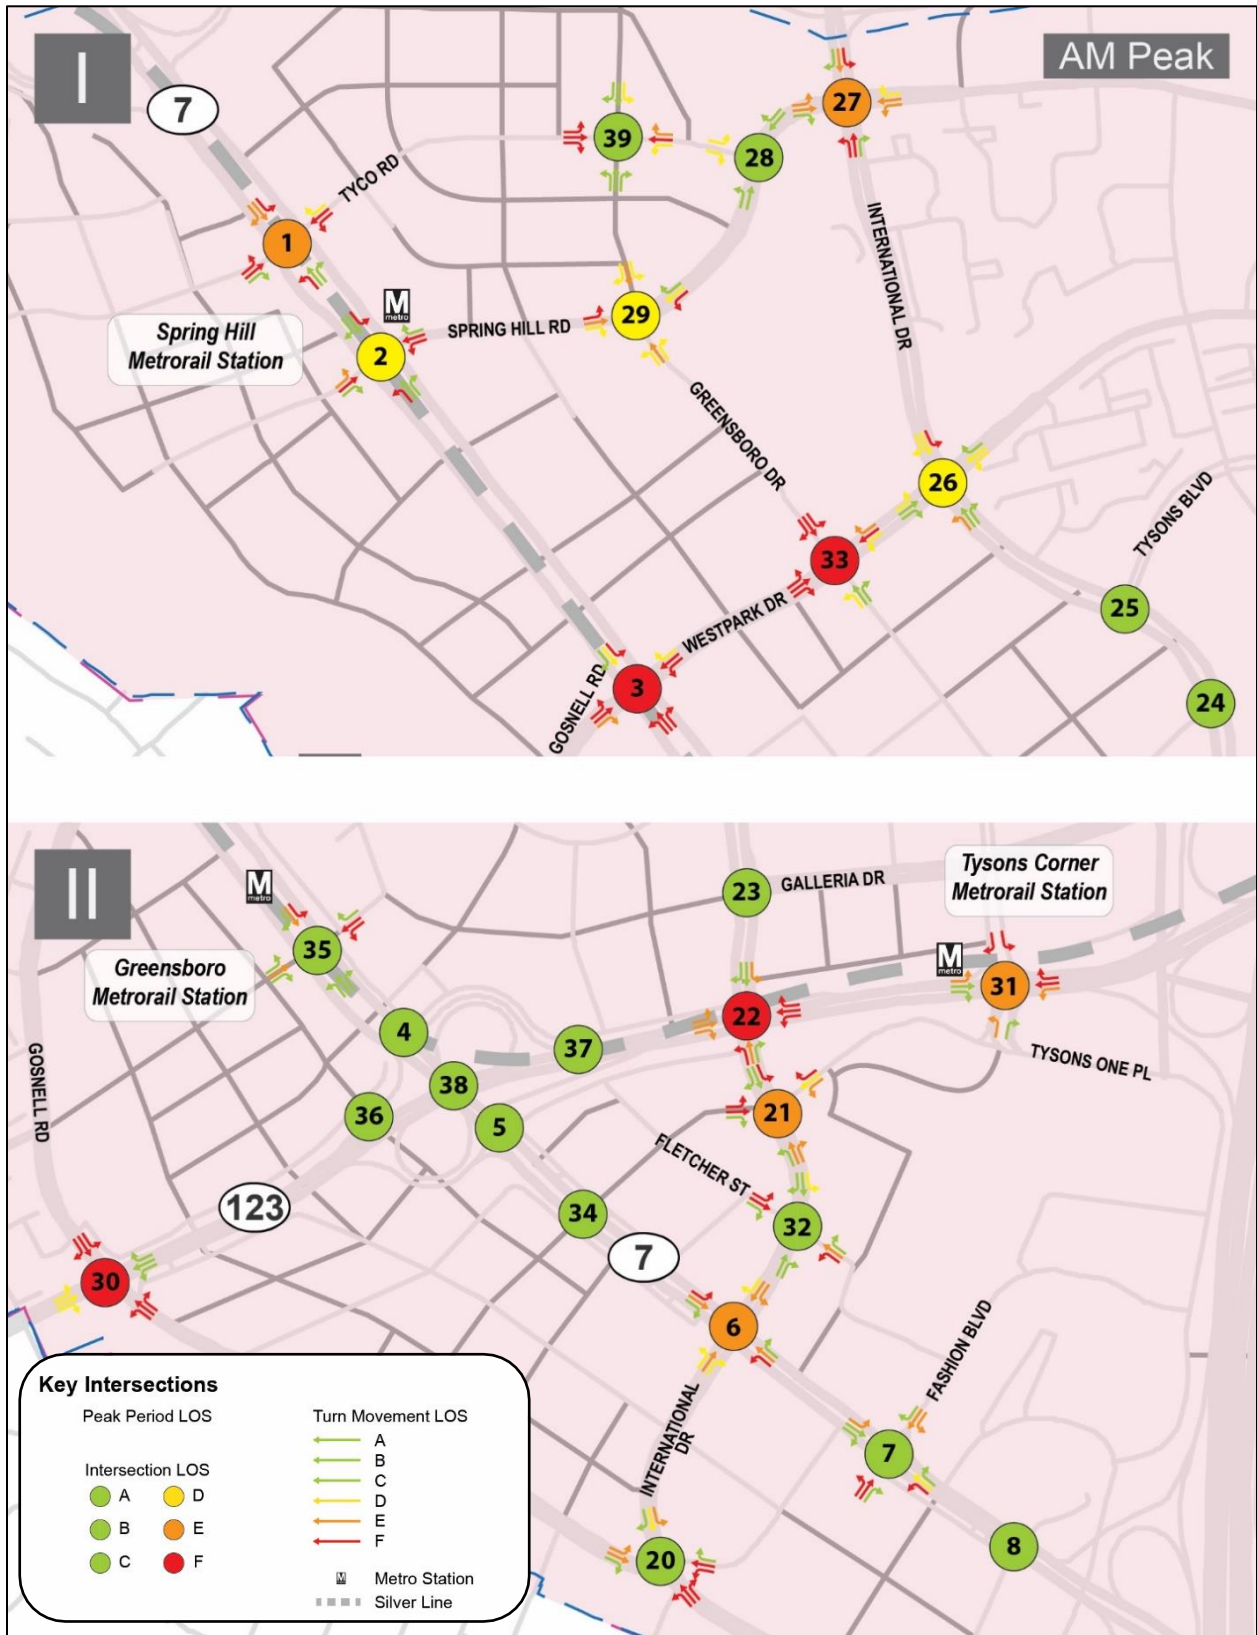 I
AM Peak
7
27
39
28
TYCO RD
1
INTERNATIONAL DR
M
metro
29
SPRING HILL RD
Spring Hill
Metrorail Station
2
GREENSBORO DR
26
TYSONS BLVD
33
25
WESTPARK DR
GOSNELL RD
3
24
II
Tysons Corner
Metrorail Station
M
metro
23
GALLERIA DR
35
M
metro
Greensboro
Metrorail Station
31
22
4
37
TYSONS ONE PL
GOSNELL RD
38
36
5
21
FLETCHER ST
123
34
32
7
30
6
FASHION BLVD
INTERNATIONAL
DR
7
20
8
Key Intersections
Peak Period LOS
Turn Movement LOS
A
B
Intersection LOS
C
A
D
D
B
E
E
C
F
F
M
Metro Station
Silver Line